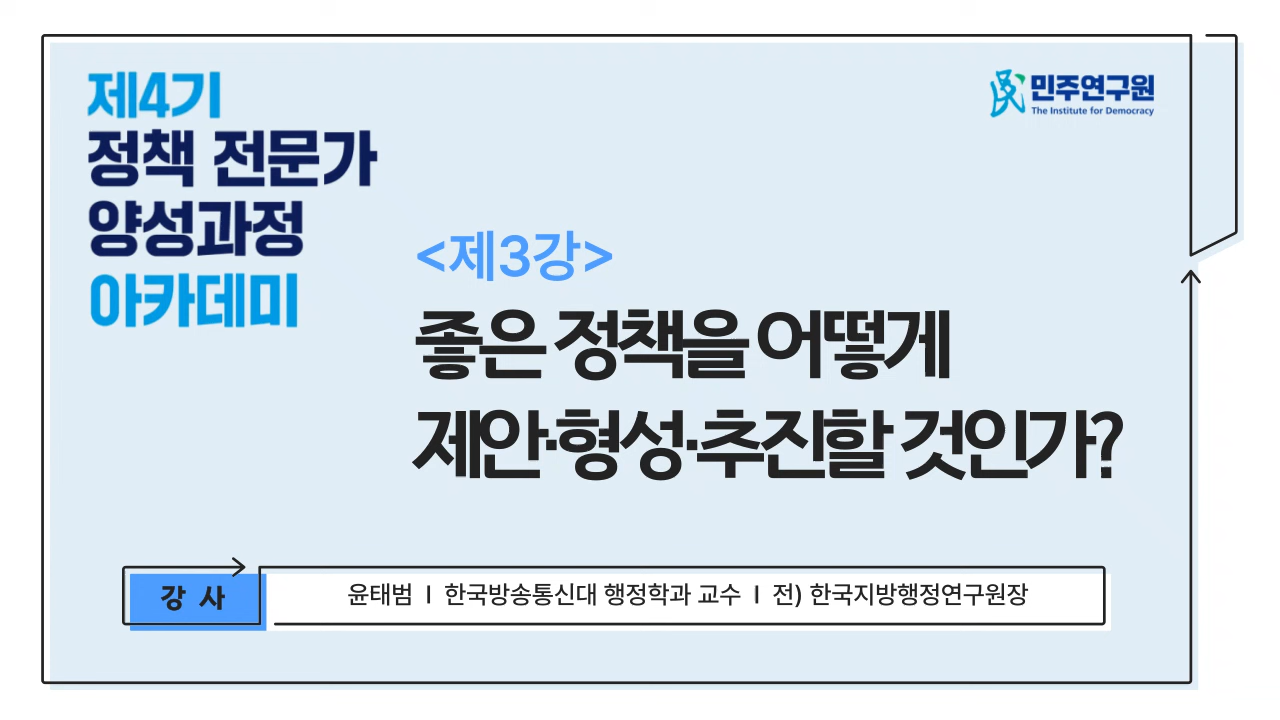 제4기
정책 전문가
양성과정
아카데미
民 민주연구원
The Institute for Democracy
<제3강>
좋은 정책을 어떻게
제안·형성·추진할 것인가?
강 사
윤태범 ㅣ 한국방송통신대 행정학과 교수 ㅣ 전) 한국지방행정연구원장